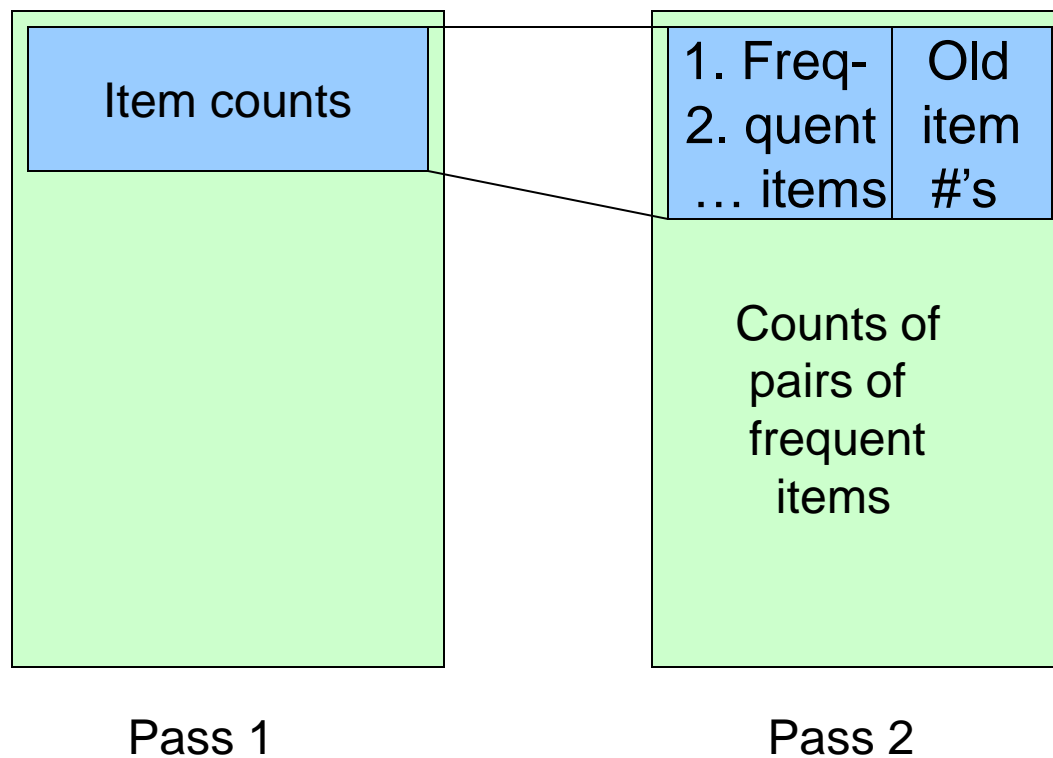 Item counts
1. Freq-
2. quent
… items
Old
item
#’s
Counts of
pairs of
frequent
items
Pass 1
Pass 2